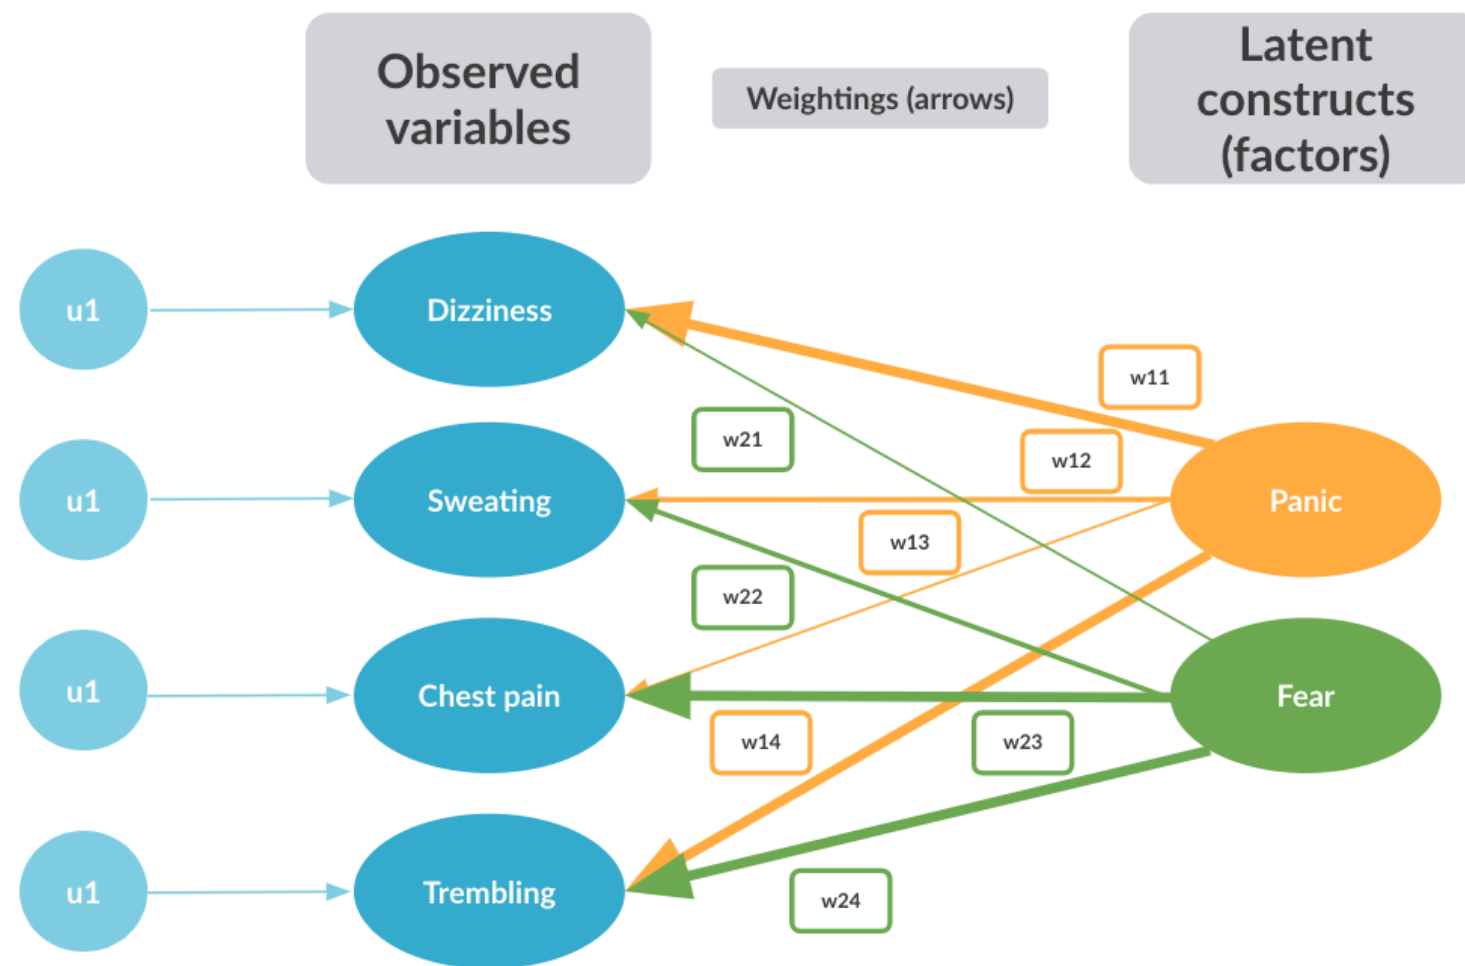 Observed
variables
Weightings (arrows)
Latent
constructs
(factors)
u1
Dizziness
w11
w21
w12
u1
Sweating
Panic
w13
w22
u1
Chest pain
Fear
w14
w23
u1
Trembling
w24